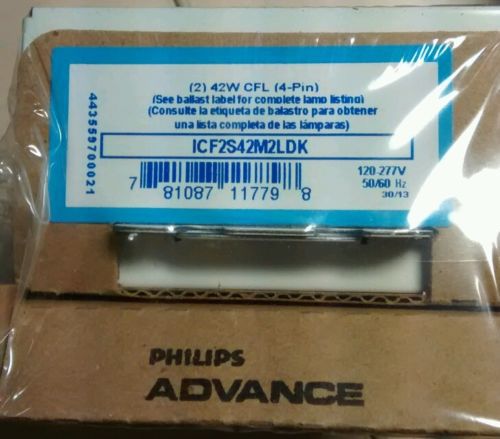 (2) 42W CFL (4-Pin)
(See ballast label for complete lamp listing)
(Consulte la etiqueta de balastro para obtener
una lista completa de las lámparas)
ICF2S42M2LDK
7 81087 11779 8
120-277V
50/60 Hz
30/13
443559700021
PHILIPS
ADVANCE